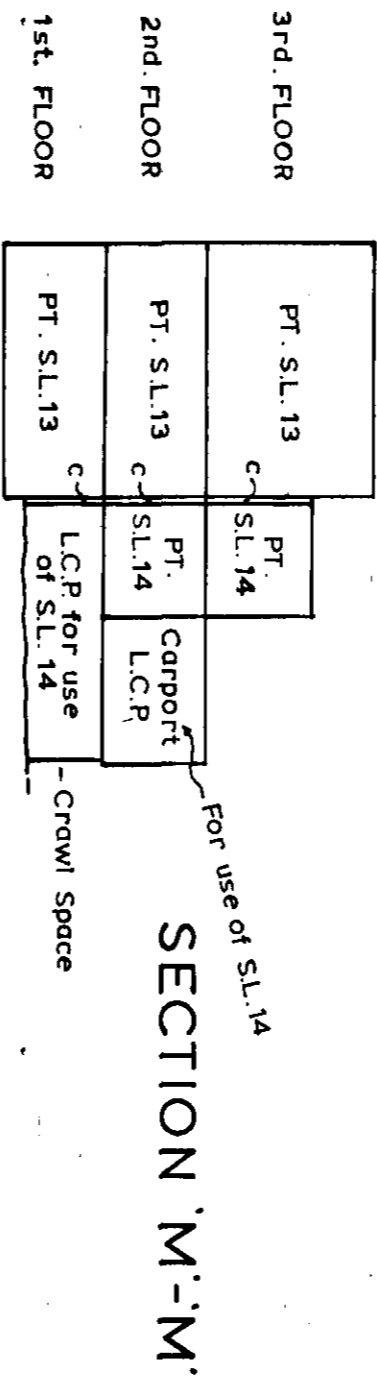 3rd. FLOOR
PT. S.L. 13
c
PT.
S.L. 14
2nd. FLOOR
PT. S.L. 13
c
PT.
S.L. 14
Carport
L.C.P.
For use of S.L. 14
1st. FLOOR
PT. S.L. 13
c
L.C.P. for use
of S.L. 14
Crawl Space
SECTION 'M'-'M'